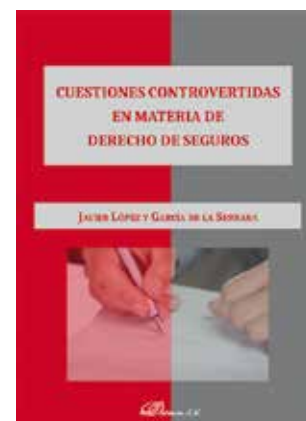 CUESTIONES CONTROVERTIDAS
EN MATERIA DE
DERECHO DE SEGUROS
JAVIER LÓPEZ Y GARCÍA DE LA SERRANA